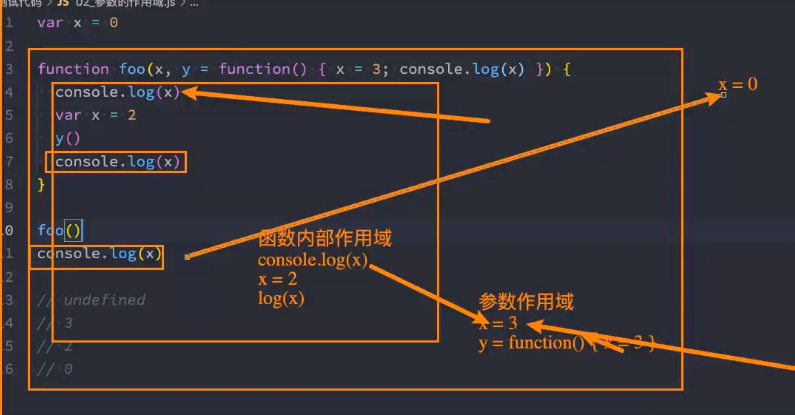 测试代码 > JS 02_参数的作用域.js > ...
1 var x = 0
2
3 function foo(x, y = function() { x = 3; console.log(x) }) {
4 console.log(x)
x = 0
5 var x = 2
6 y()
7 console.log(x)
8 }
9
10 foo()
11 console.log(x)
函数内部作用域
console.log(x)
x = 2
log(x)
参数作用域
x = 3
y = function() { x = 3 }
12
13 // undefined
14 // 3
15 // 2
16 // 0